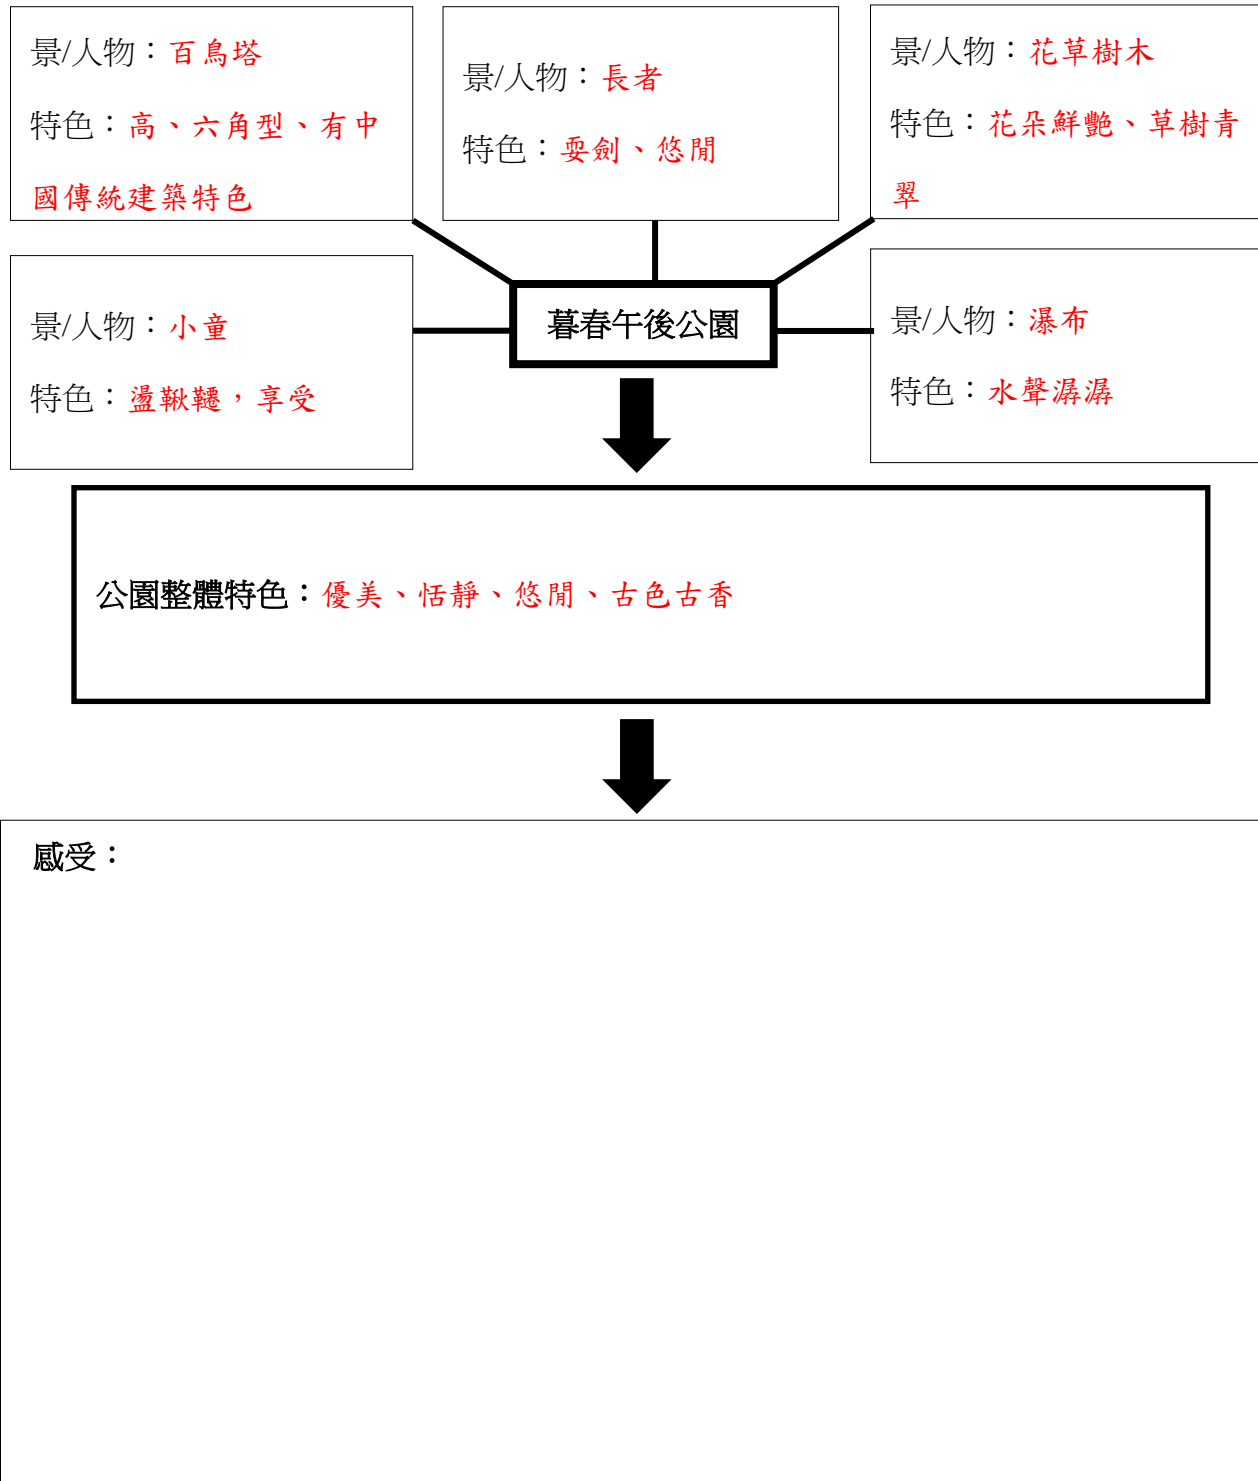 景/人物：百鳥塔
特色：高、六角型、有中
國傳統建築特色
景/人物：長者
特色：耍劍、悠閒
景/人物：花草樹木
特色：花朵鮮艷、草樹青
翠
景/人物：小童
特色：盪鞦韆，享受
暮春午後公園
景/人物：瀑布
特色：水聲潺潺
公園整體特色：優美、恬靜、悠閒、古色古香
感受：